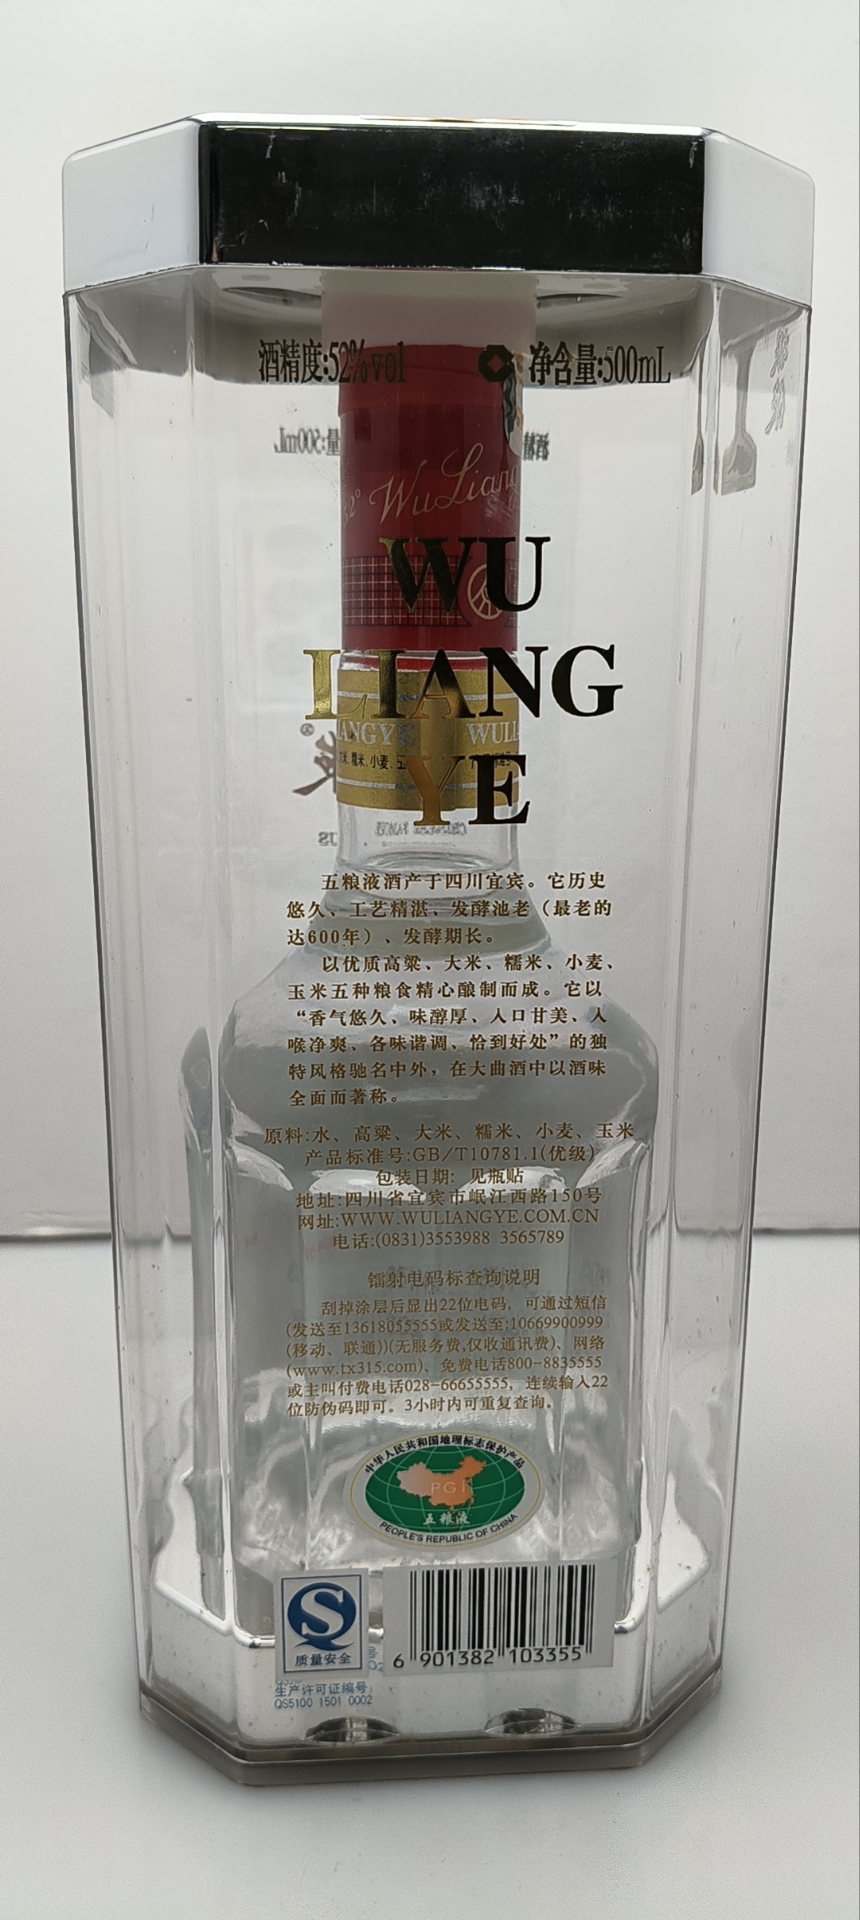 酒精度:52%vol 净含量:500mL
WuLiang
WU
LIANG
YE
IANGYE WULI
大米、糯米、小麦、玉
五粮液酒产于四川宜宾。它历史
悠久、工艺精湛、发酵池老（最老的
达600年）、发酵期长。
以优质高粱、大米、糯米、小麦、
玉米五种粮食精心酿制而成。它以
“香气悠久、味醇厚、入口甘美、入
喉净爽、各味谐调、恰到好处”的独
特风格驰名中外，在大曲酒中以酒味
全面而著称。
原料:水、高粱、大米、糯米、小麦、玉米
产品标准号:GB/T10781.1(优级)
包装日期: 见瓶贴
地址:四川省宜宾市岷江西路150号
网址:WWW.WULIANGYE.COM.CN
电话:(0831)3553988 3565789
镭射电码标查询说明
刮掉涂层后显出22位电码，可通过短信
(发送至13618055555或发送至:10669900999
(移动、联通))(无服务费,仅收通讯费)、网络
(www.tx315.com)、免费电话800-8835555
或主叫付费电话028-66655555，连续输入22
位防伪码即可。3小时内可重复查询。
中华人民共和国地理标志保护产品
PGI
五粮液
PEOPLE'S REPUBLIC OF CHINA
质量安全
6 901382 103355
生产许可证编号:
QS5100 1501 0002